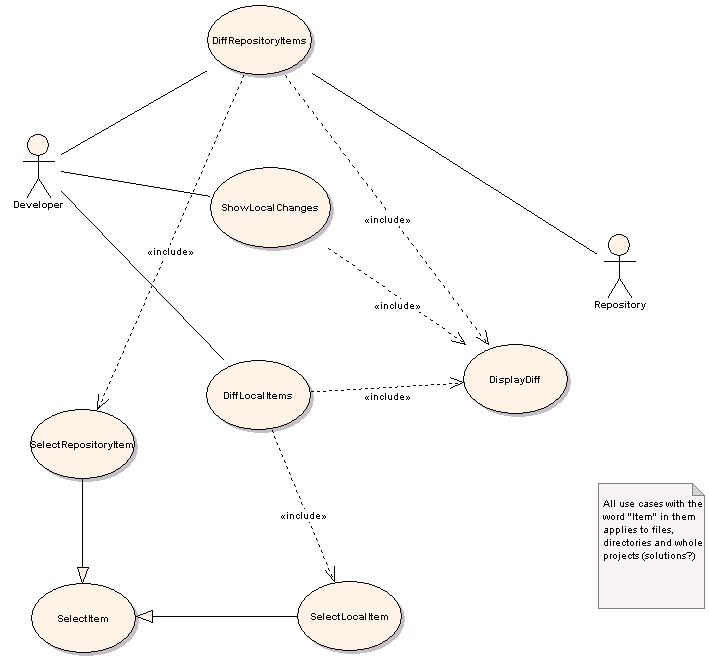 DiffRepositoryItems
Developer
ShowLocalChanges
«include»
«include»
«include»
Repository
DisplayDiff
DiffLocalItems
«include»
SelectRepositoryItem
«include»
All use cases with the
word "Item" in them
applies to files,
directories and whole
projects (solutions?)
SelectItem
SelectLocalItem